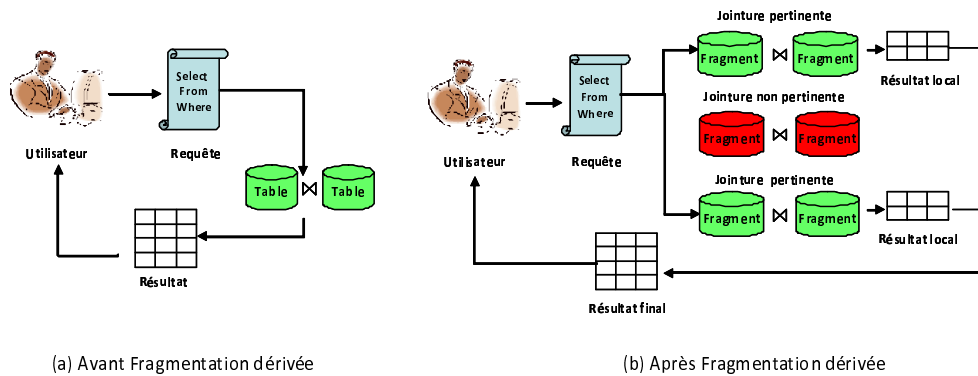 Select
From
Where
Utilisateur
Requête
Table
Table
Résultat
(a) Avant Fragmentation dérivée
Select
From
Where
Utilisateur
Requête
Jointure pertinente
Fragment
Fragment
Résultat local
Jointure non pertinente
Fragment
Fragment
Jointure pertinente
Fragment
Fragment
Résultat local
Résultat final
(b) Après Fragmentation dérivée